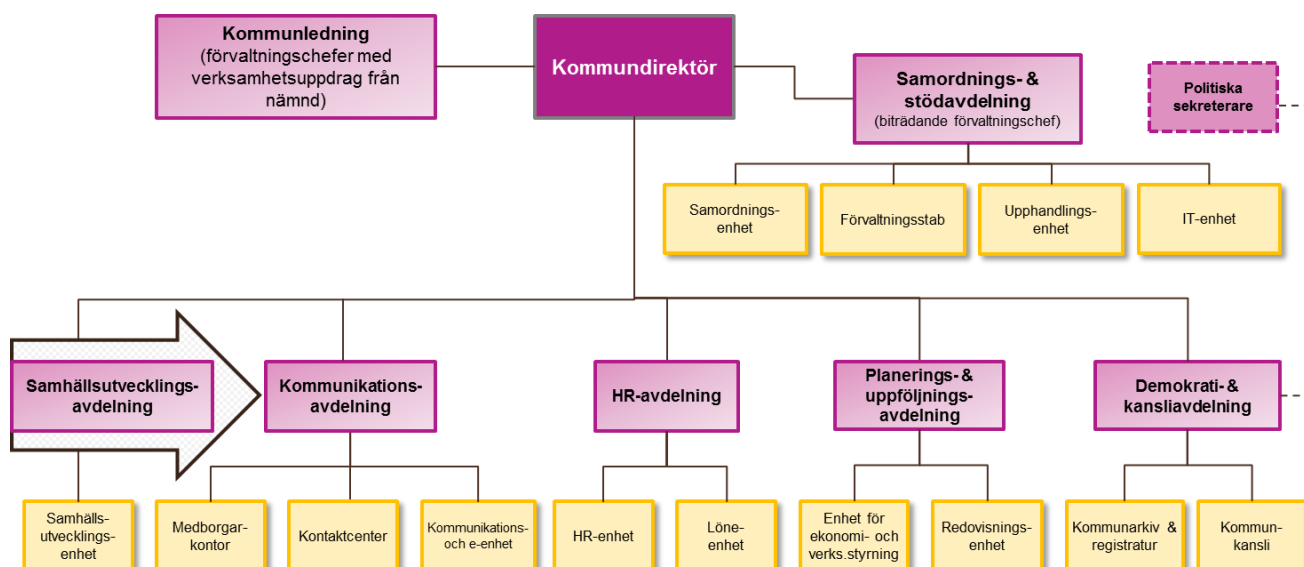 Kommunledning
(förvaltningschefer med
verksamhetsuppdrag från
nämnd)
Kommundirektör
Samordnings- &
stödavdelning
(biträdande förvaltningschef)
Politiska
sekreterare
Samordnings-
enhet
Förvaltningsstab
Upphandlings-
enhet
IT-enhet
Samhällsutvecklings-
avdelning
Kommunikations-
avdelning
HR-avdelning
Planerings- &
uppföljnings-
avdelning
Demokrati- &
kansliavdelning
Samhälls-
utvecklings-
enhet
Medborgar-
kontor
Kontaktcenter
Kommunikations-
och e-enhet
HR-enhet
Löne-
enhet
Enhet för
ekonomi- och
verks.styrning
Redovisnings-
enhet
Kommunarkiv &
registratur
Kommun-
kansli